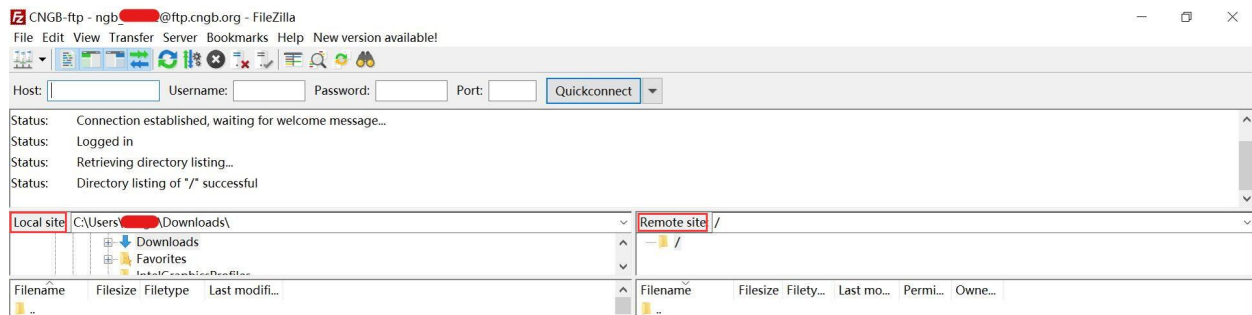 CNGB-ftp - ngb_ @ftp.cngb.org - FileZilla
File Edit View Transfer Server Bookmarks Help New version available!
Host: Username: Password: Port: Quickconnect
Status: Connection established, waiting for welcome message...
Status: Logged in
Status: Retrieving directory listing...
Status: Directory listing of "/" successful
Local site C:\Users\ \Downloads\
Remote site /
Downloads
Favorites
IntelGraphicsProfiles
/
Filename Filesize Filetype Last modifi...
..
Filename Filesize Filety... Last mo... Permi... Owne...
..